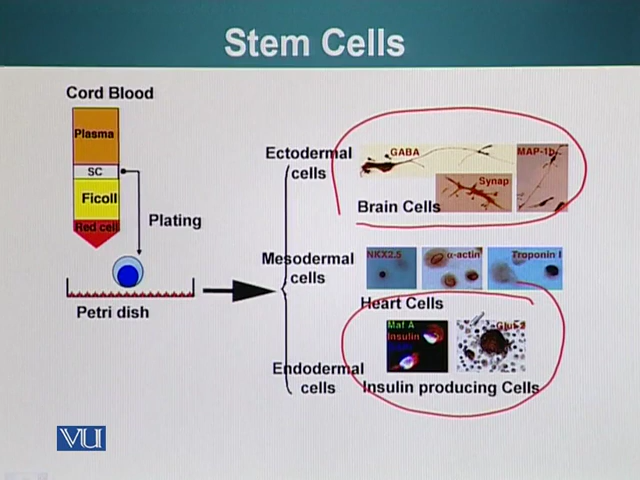 Stem Cells
Cord Blood
Plasma
SC
Ficoll
Red cell
Plating
Petri dish
Ectodermal
cells
GABA
MAP-1b
Synap
Brain Cells
Mesodermal
cells
NKX2.5
α-actin
Troponin I
Heart Cells
Endodermal
cells
Maf A
Insulin
Glut-2
Insulin producing Cells
VU